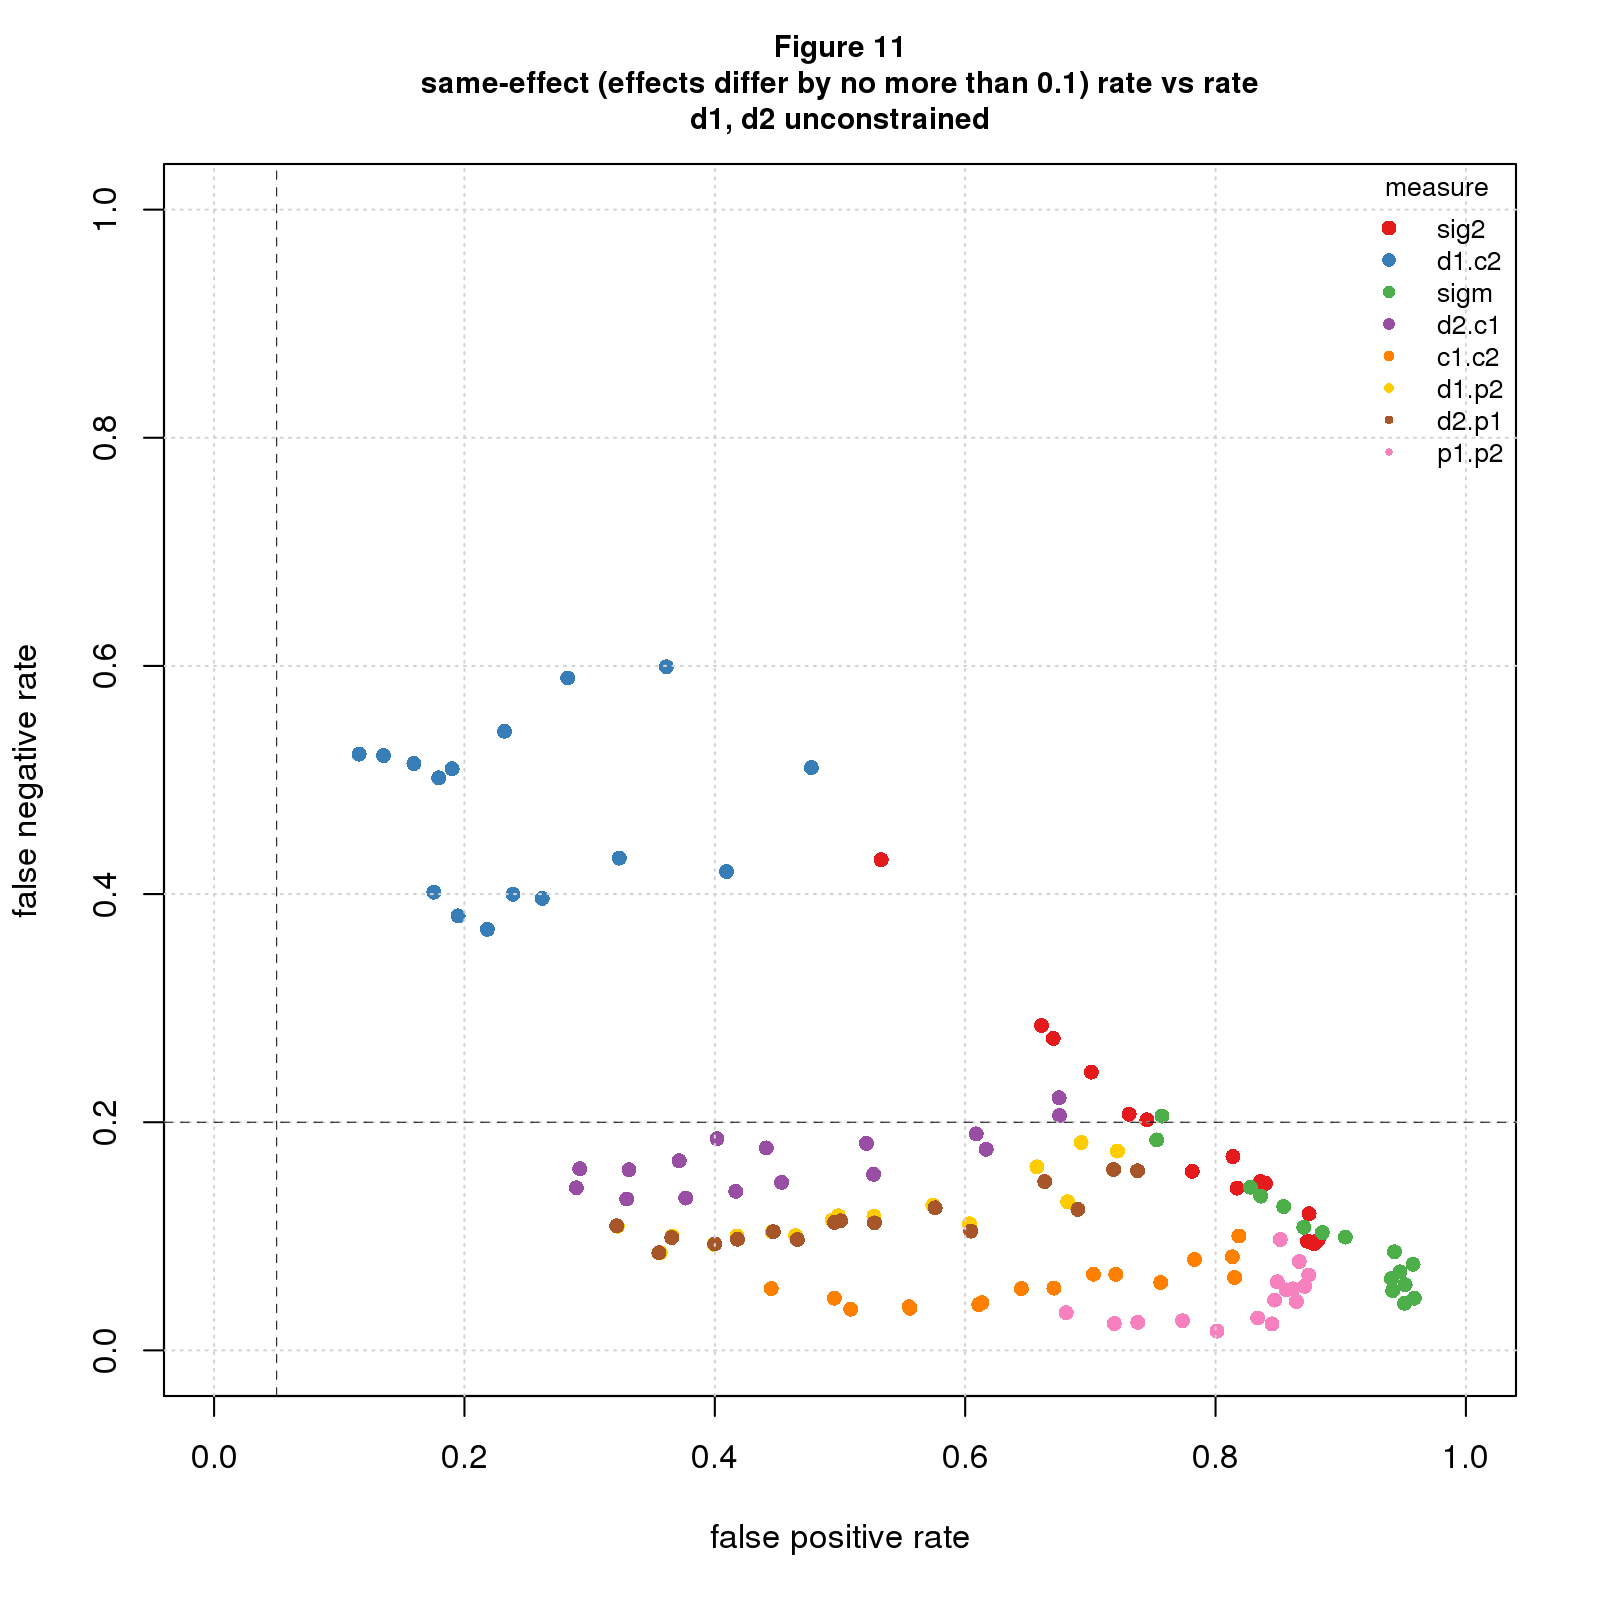 Figure 11
same-effect (effects differ by no more than 0.1) rate vs rate
d1, d2 unconstrained
measure
sig2
d1.c2
sigm
d2.c1
c1.c2
d1.p2
d2.p1
p1.p2
false negative rate
1.0
0.8
0.6
0.4
0.2
0.0
0.0 0.2 0.4 0.6 0.8 1.0
false positive rate